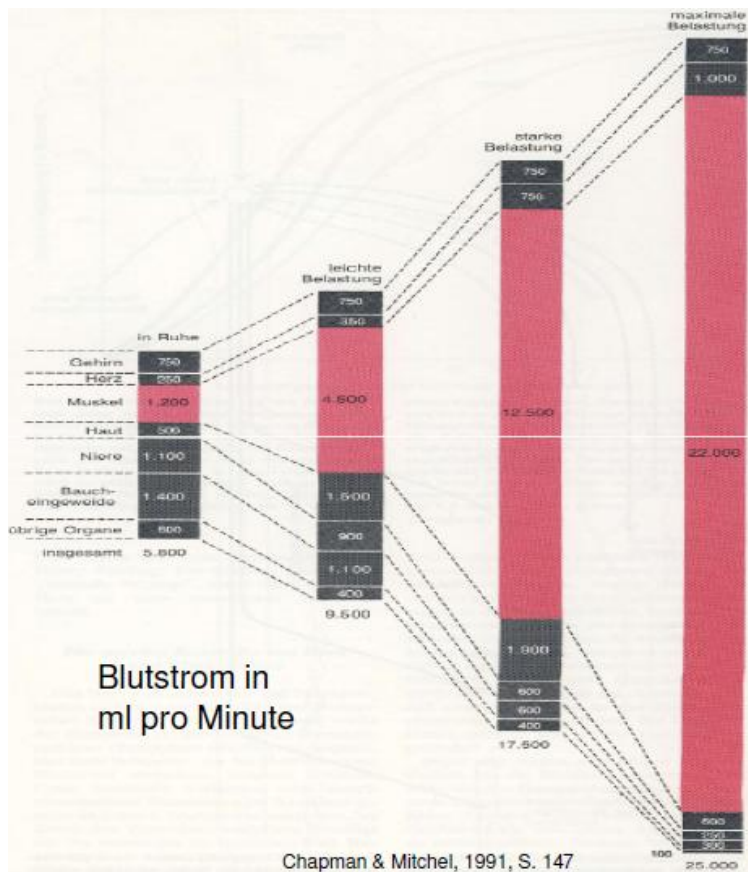 maximale
Belastung
750
1.000
22.000
600
250
300
100
25.000
starke
Belastung
750
750
12.500
1.900
600
600
400
17.500
leichte
Belastung
750
350
4.500
1.500
900
1.100
400
9.500
in Ruhe
Gehirn 750
Herz 250
Muskel 1.200
Haut 500
Niere 1.100
Bauch-
eingeweide 1.400
übrige Organe 600
insgesamt 5.800
Blutstrom in
ml pro Minute
Chapman & Mitchel, 1991, S. 147